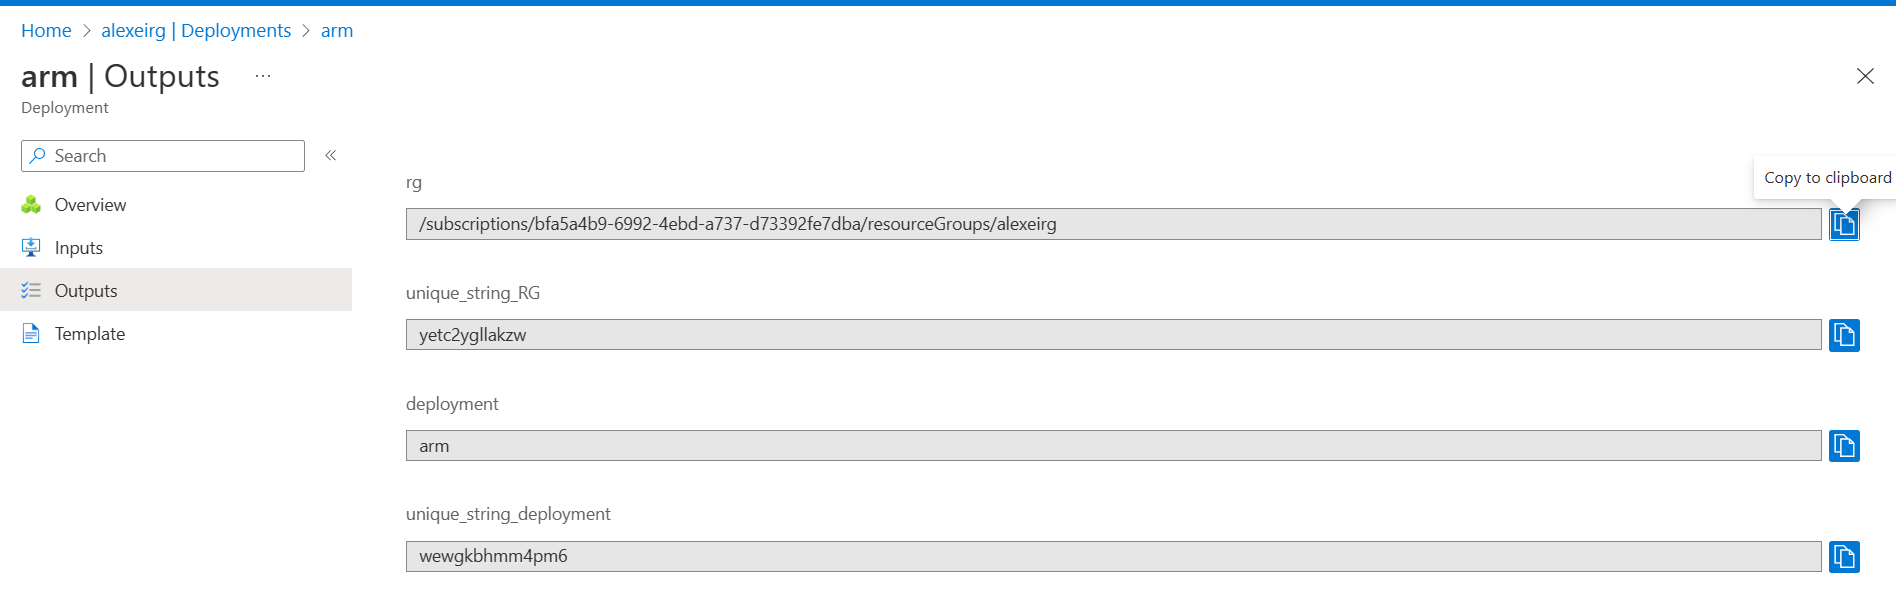 Home > alexeirg | Deployments > arm
arm | Outputs ...
Deployment
Search «
Overview
Inputs
Outputs
Template
Copy to clipboard
rg
/subscriptions/bfa5a4b9-6992-4ebd-a737-d73392fe7dba/resourceGroups/alexeirg
unique_string_RG
yetc2ygllakzw
deployment
arm
unique_string_deployment
wewgkbhmm4pm6